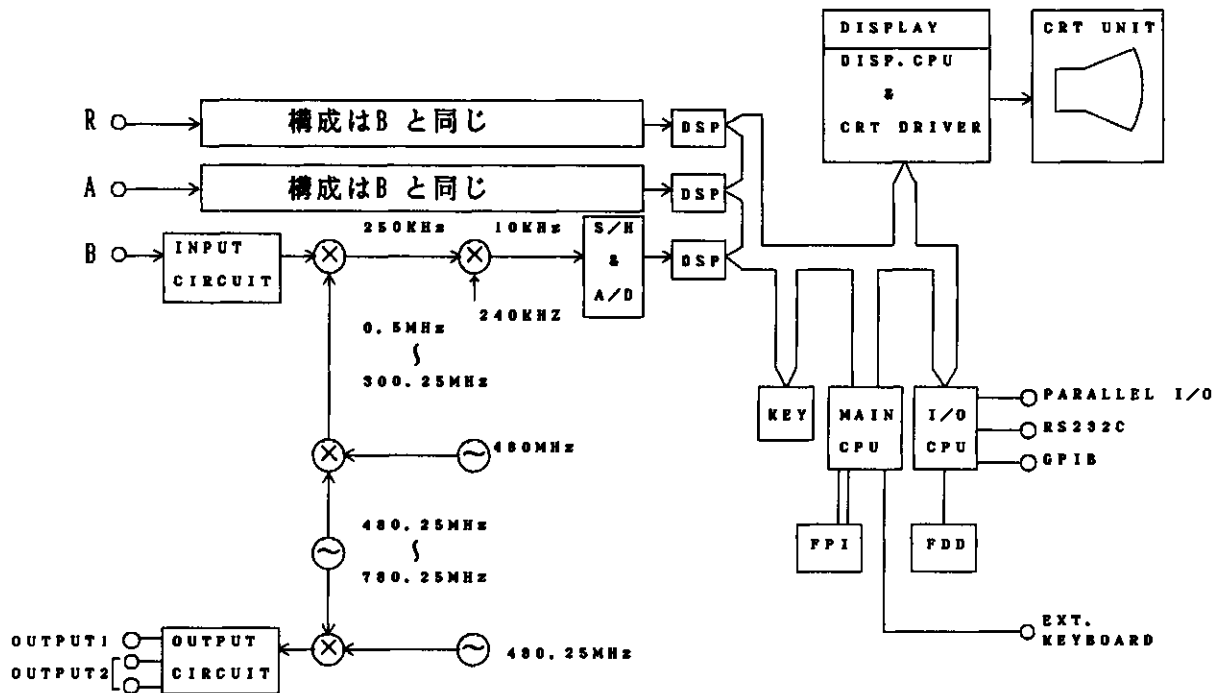 DISPLAY
DISP.CPU
&
CRT DRIVER
CRT UNIT
R
構成はB と同じ
DSP
A
構成はB と同じ
DSP
B
INPUT
CIRCUIT
250KHz
10KHz
240KHZ
S/H
&
A/D
DSP
0.5MHz
∫
300.25MHz
KEY
MAIN
CPU
I/O
CPU
PARALLEL I/O
RS232C
GPIB
480MHz
480.25MHz
∫
780.25MHz
FPI
FDD
OUTPUT1
OUTPUT2
OUTPUT
CIRCUIT
480.25MHz
EXT.
KEYBOARD